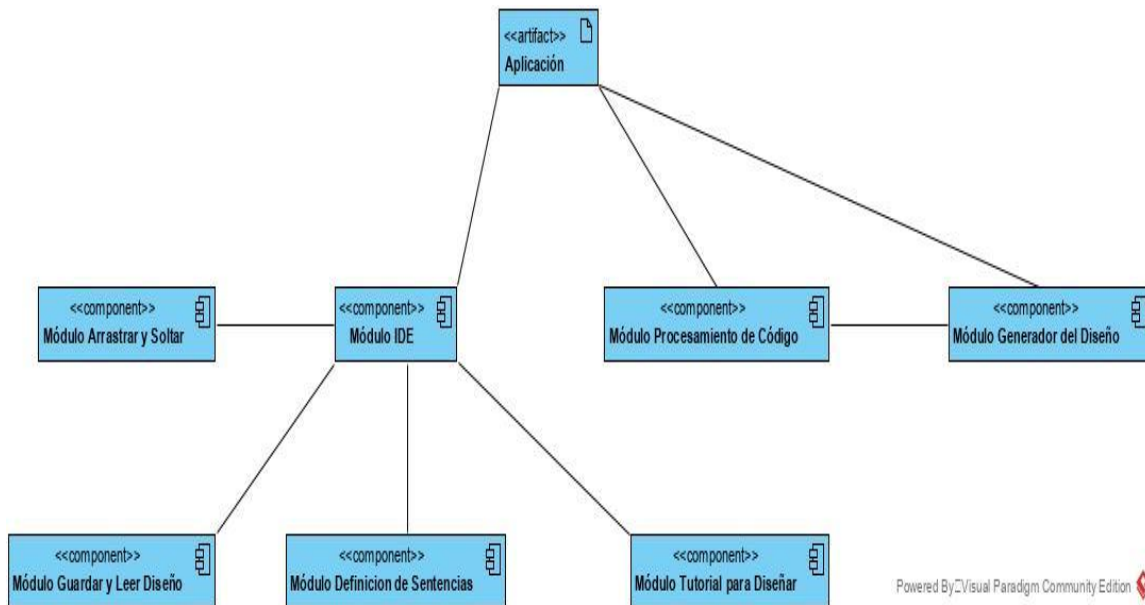 <<artifact>>
Aplicación
<<component>>
Módulo Arrastrar y Soltar
<<component>>
Módulo IDE
<<component>>
Módulo Procesamiento de Código
<<component>>
Módulo Generador del Diseño
<<component>>
Módulo Guardar y Leer Diseño
<<component>>
Módulo Definicion de Sentencias
<<component>>
Módulo Tutorial para Diseñar
Powered By Visual Paradigm Community Edition